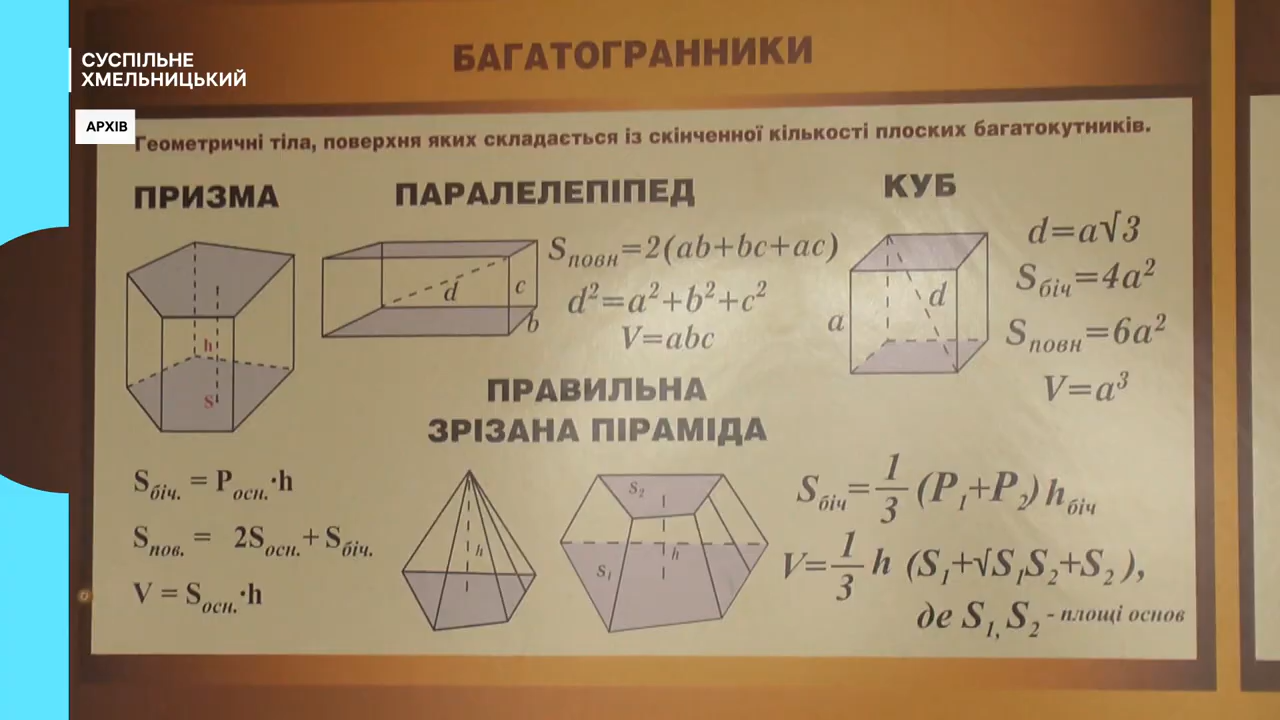 СУСПІЛЬНЕ
ХМЕЛЬНИЦЬКИЙ
АРХІВ
БАГАТОГРАННИКИ
Геометричні тіла, поверхня яких складається із скінченної кількості плоских багатокутників.
ПРИЗМА
h
S
Sбіч. = Pосн.·h
Sпов. = 2Sосн.+ Sбіч.
V = Sосн.·h
ПАРАЛЕЛЕПІПЕД
d
c
b
Sповн=2(ab+bc+ac)
d²=a²+b²+c²
V=abc
КУБ
a
d
d=a√3
Sбіч=4a²
Sповн=6a²
V=a³
ПРАВИЛЬНА
ЗРІЗАНА ПІРАМІДА
h
S₂
h
S₁
Sбіч=1/3 (P₁+P₂) hбіч
V=1/3 h (S₁+√S₁S₂+S₂),
де S₁, S₂ - площі основ